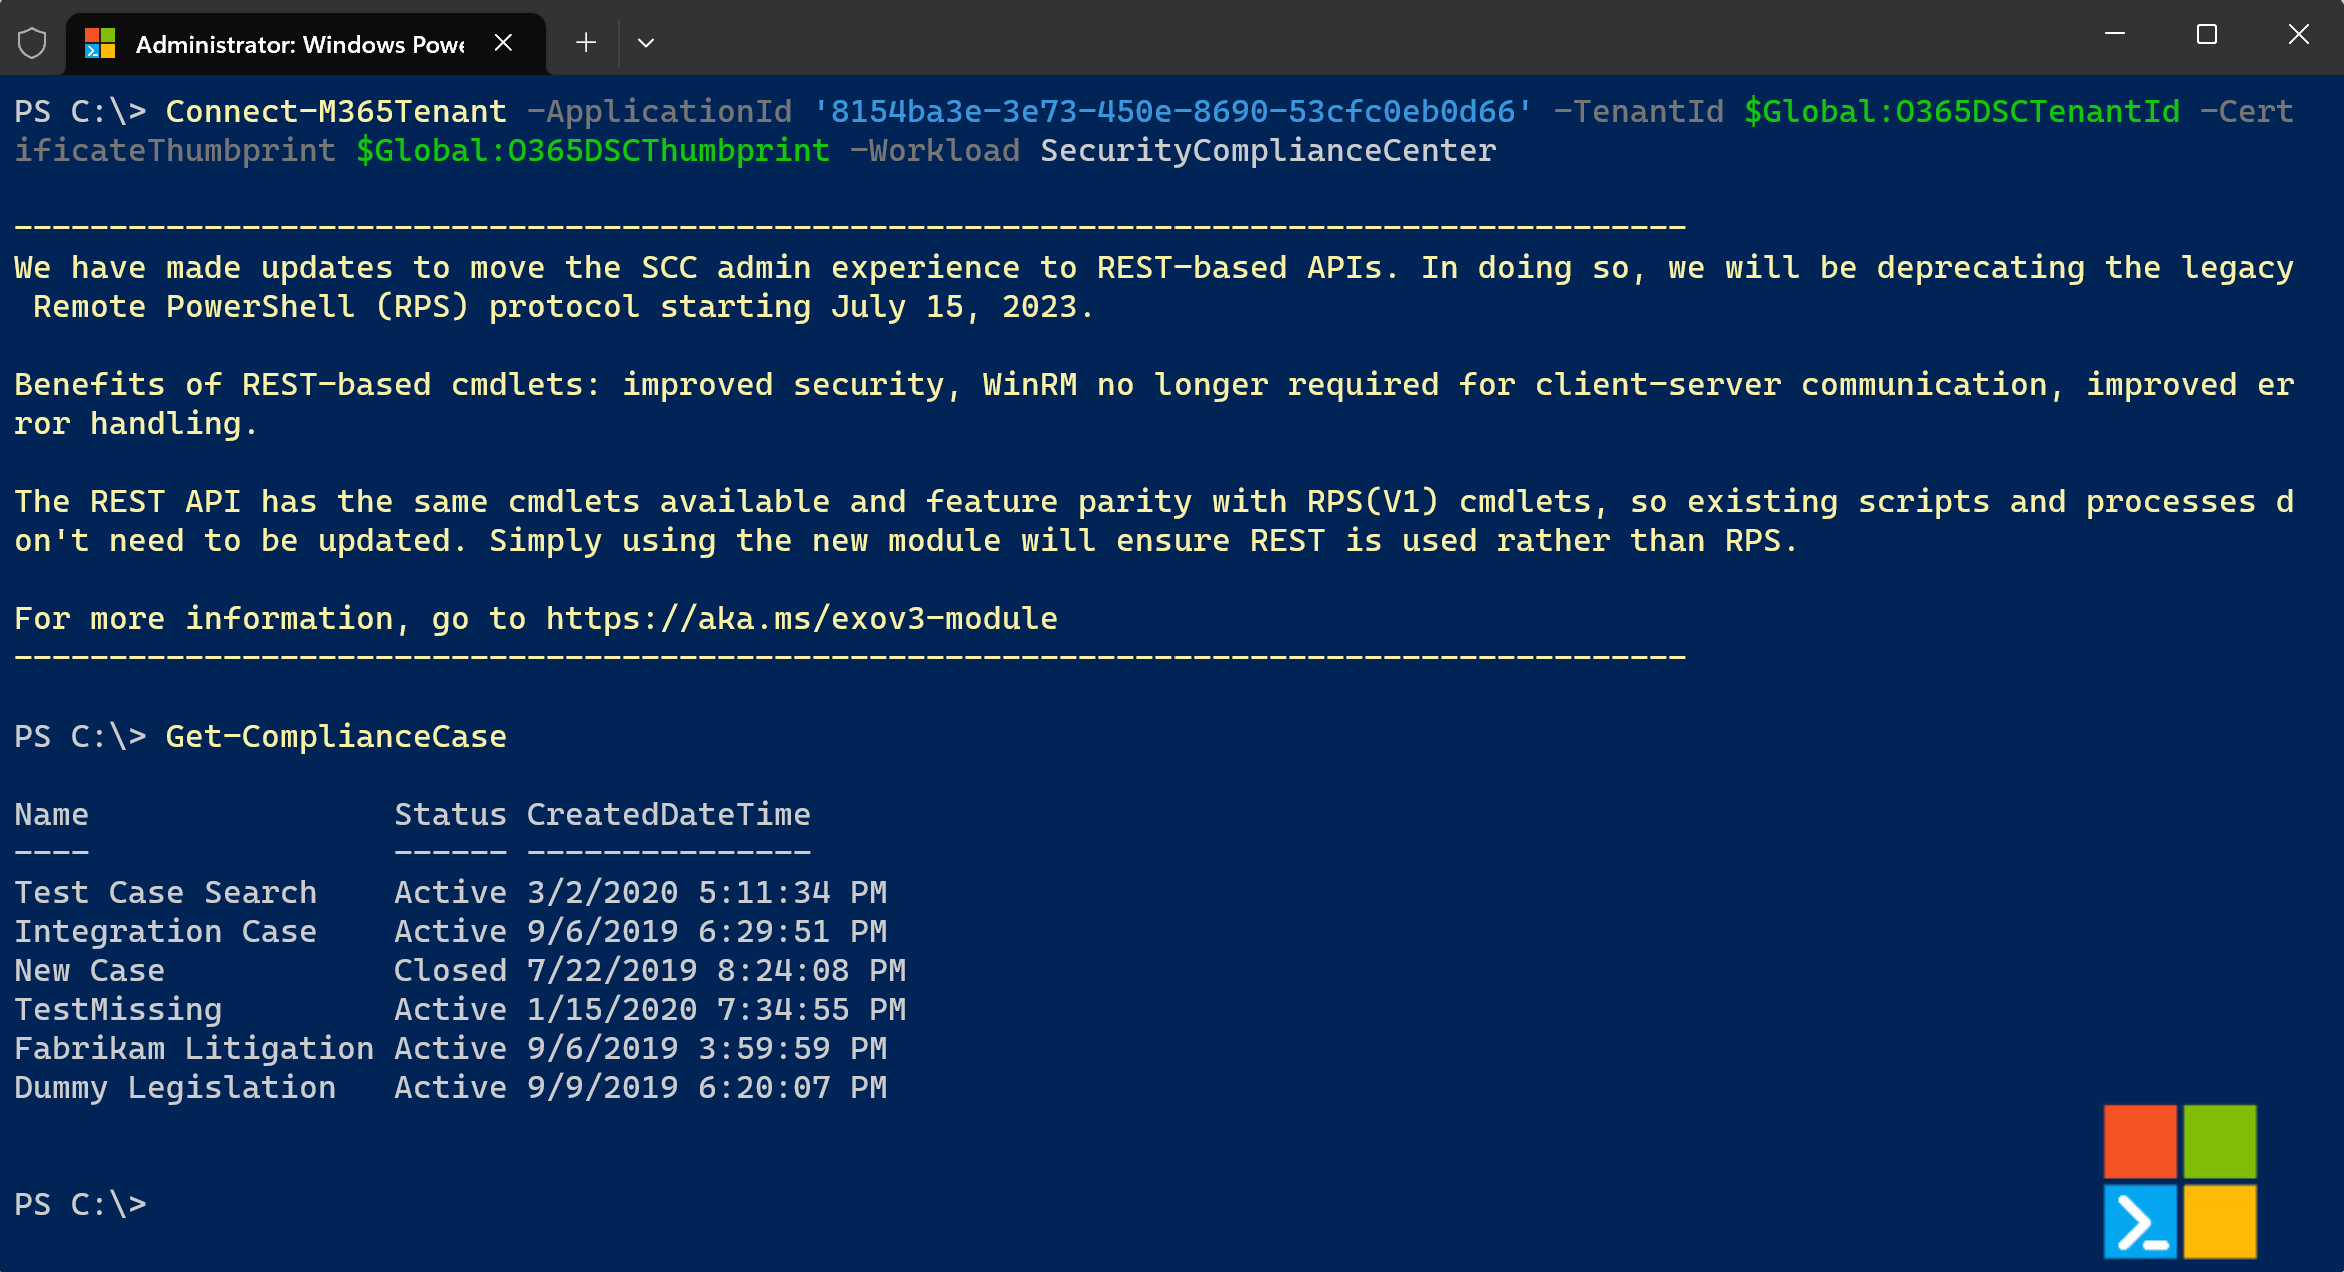 Administrator: Windows Powe
PS C:\> Connect-M365Tenant -ApplicationId '8154ba3e-3e73-450e-8690-53cfc0eb0d66' -TenantId $Global:O365DSCTenantId -Cert
ificateThumbprint $Global:O365DSCThumbprint -Workload SecurityComplianceCenter
----------------------------------------------------------------------------------------
We have made updates to move the SCC admin experience to REST-based APIs. In doing so, we will be deprecating the legacy
 Remote PowerShell (RPS) protocol starting July 15, 2023.
Benefits of REST-based cmdlets: improved security, WinRM no longer required for client-server communication, improved er
ror handling.
The REST API has the same cmdlets available and feature parity with RPS(V1) cmdlets, so existing scripts and processes d
on't need to be updated. Simply using the new module will ensure REST is used rather than RPS.
For more information, go to https://aka.ms/exov3-module
----------------------------------------------------------------------------------------
PS C:\> Get-ComplianceCase
Name                Status CreatedDateTime
----                ------ ---------------
Test Case Search    Active 3/2/2020 5:11:34 PM
Integration Case    Active 9/6/2019 6:29:51 PM
New Case            Closed 7/22/2019 8:24:08 PM
TestMissing         Active 1/15/2020 7:34:55 PM
Fabrikam Litigation Active 9/6/2019 3:59:59 PM
Dummy Legislation   Active 9/9/2019 6:20:07 PM
PS C:\>